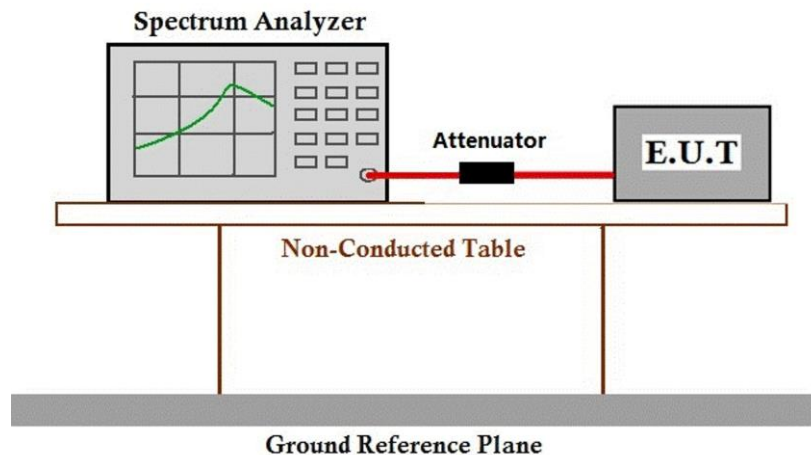 Spectrum Analyzer
Attenuator
E.U.T
Non-Conducted Table
Ground Reference Plane